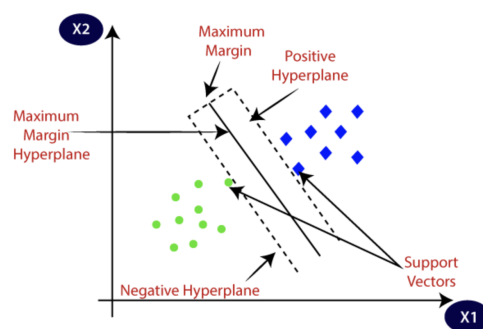 X2
Maximum
Margin
Positive
Hyperplane
Maximum
Margin
Hyperplane
Support
Vectors
Negative Hyperplane
X1